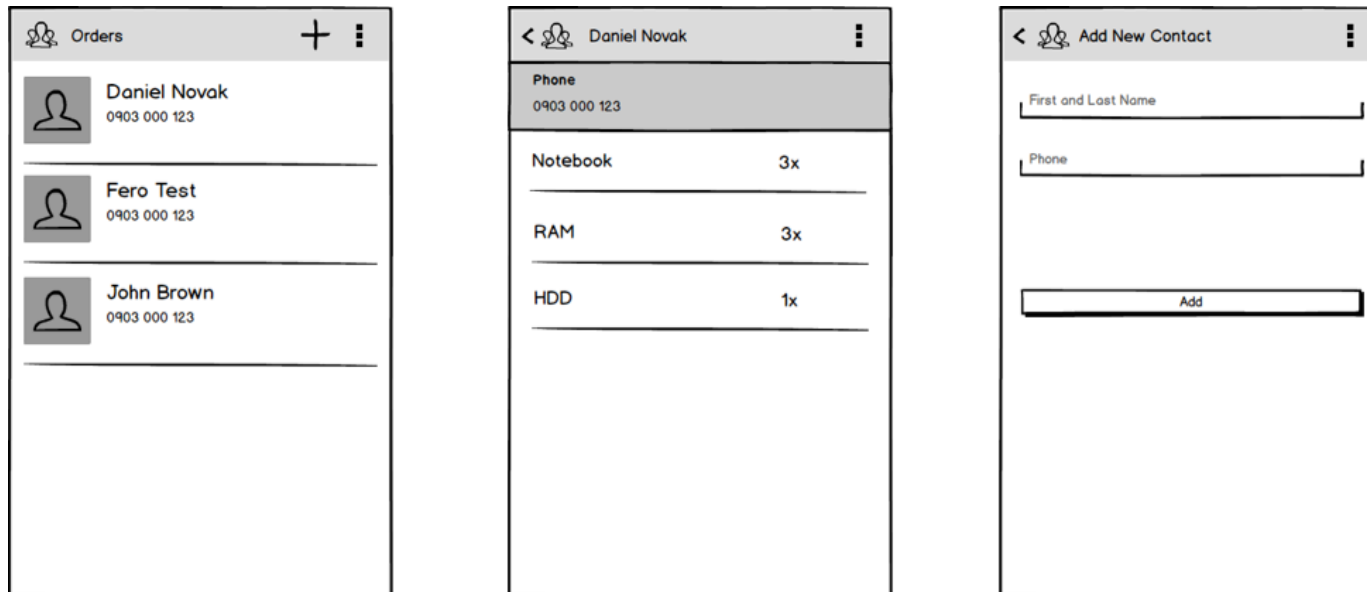 Orders
Daniel Novak
0903 000 123
Fero Test
0903 000 123
John Brown
0903 000 123
Daniel Novak
Phone
0903 000 123
Notebook 3x
RAM 3x
HDD 1x
Add New Contact
First and Last Name
Phone
Add